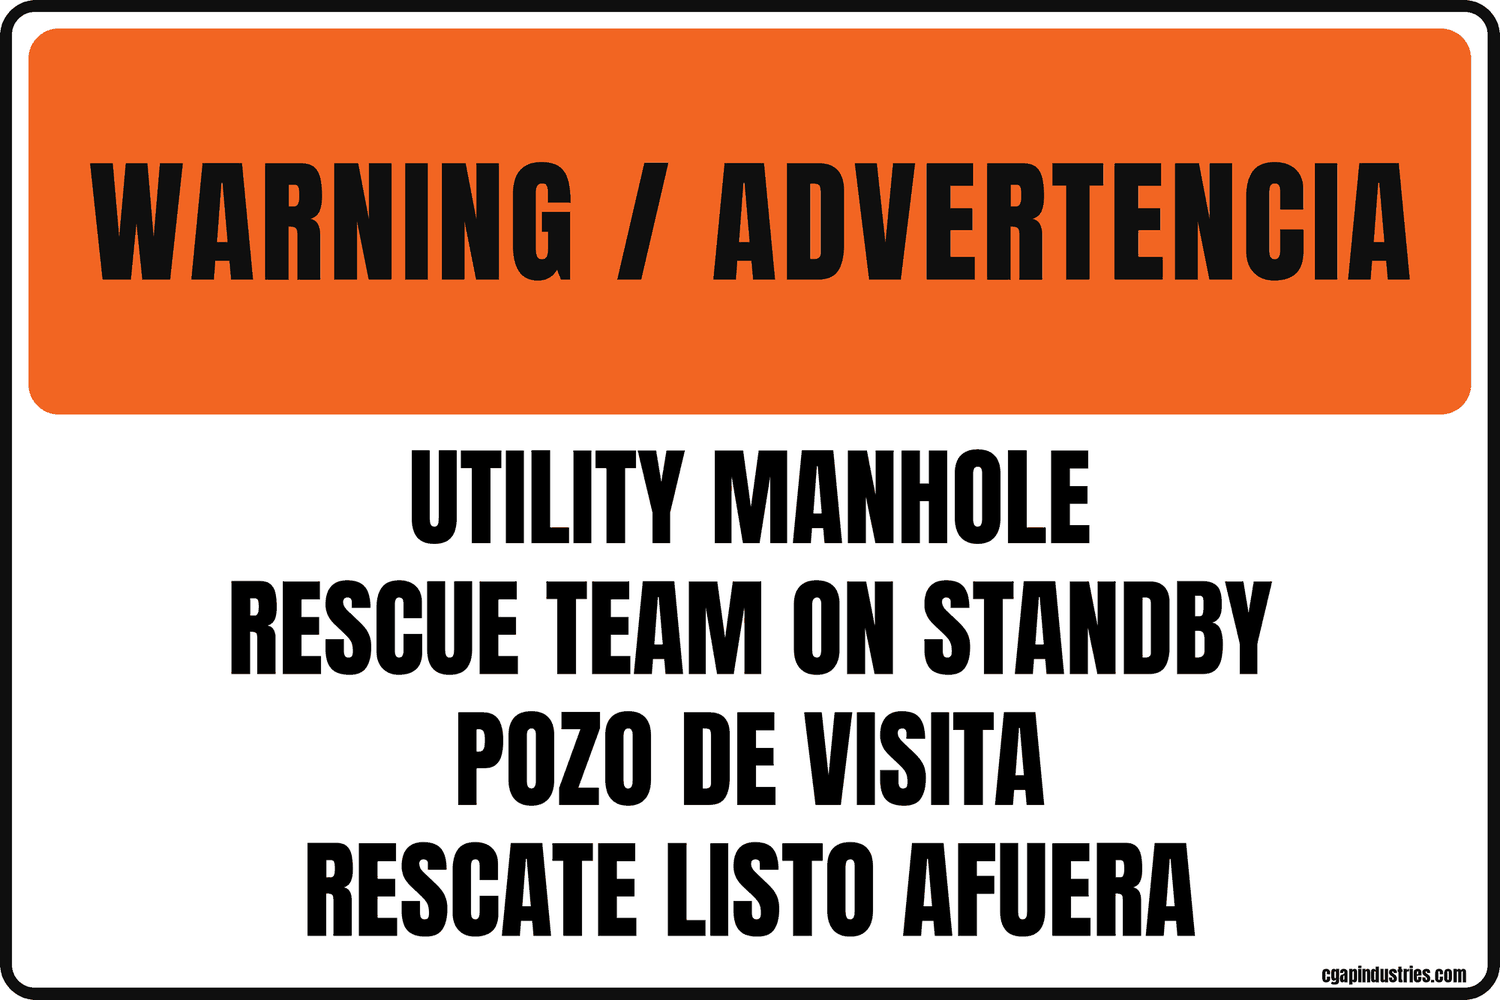 WARNING / ADVERTENCIA
UTILITY MANHOLE
RESCUE TEAM ON STANDBY
POZO DE VISITA
RESCATE LISTO AFUERA
cgapindustries.com